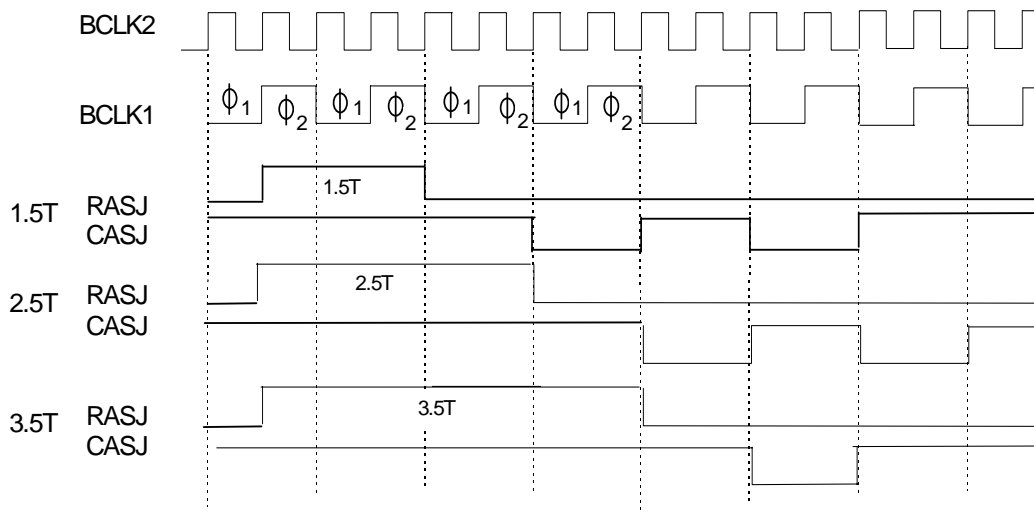 BCLK2
BCLK1
ϕ1 ϕ2 ϕ1 ϕ2 ϕ1 ϕ2 ϕ1 ϕ2
1.5T
1.5T RASJ
CASJ
2.5T
2.5T RASJ
CASJ
3.5T
3.5T RASJ
CASJ